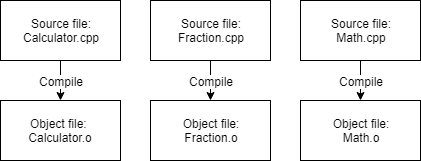 Source file:
Calculator.cpp
Source file:
Fraction.cpp
Source file:
Math.cpp
Compile
Compile
Compile
Object file:
Calculator.o
Object file:
Fraction.o
Object file:
Math.o